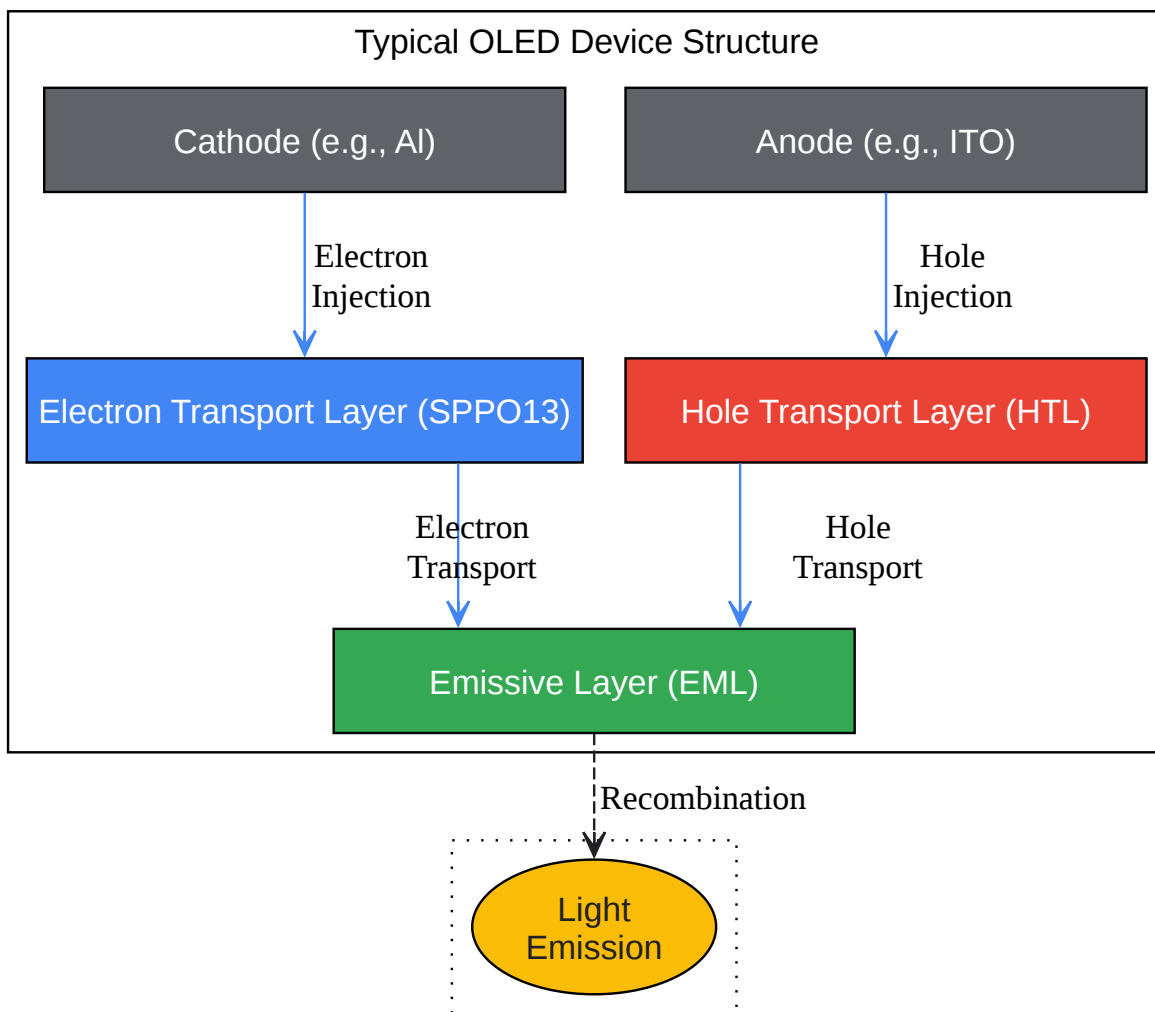 Typical OLED Device Structure
Cathode (e.g., Al)
Anode (e.g., ITO)
Electron
Injection
Hole
Injection
Electron Transport Layer (SPPO13)
Hole Transport Layer (HTL)
Electron
Transport
Hole
Transport
Emissive Layer (EML)
Recombination
Light
Emission